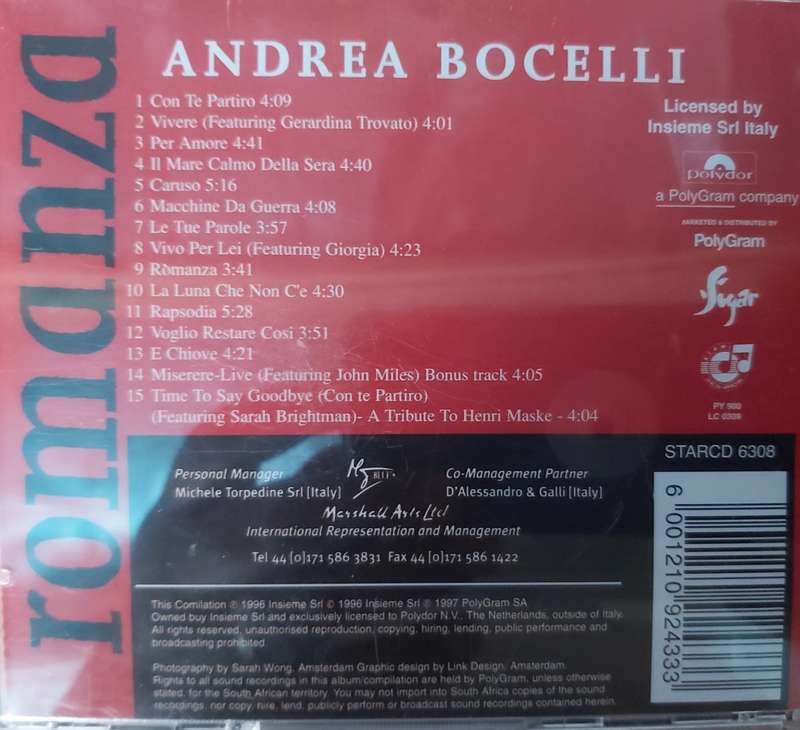 romanza
ANDREA BOCELLI
1 Con Te Partiro 4:09
2 Vivere (Featuring Gerardina Trovato) 4:01
3 Per Amore 4:41
4 Il Mare Calmo Della Sera 4:40
5 Caruso 5:16
6 Macchine Da Guerra 4:08
7 Le Tue Parole 3:57
8 Vivo Per Lei (Featuring Giorgia) 4:23
9 Romanza 3:41
10 La Luna Che Non C'e 4:30
11 Rapsodia 5:28
12 Voglio Restare Cosi 3:51
13 E Chiove 4:21
14 Miserere-Live (Featuring John Miles) Bonus track 4:05
15 Time To Say Goodbye (Con te Partiro)
(Featuring Sarah Brightman)- A Tribute To Henri Maske - 4:04
Licensed by
Insieme Srl Italy
polydor
a PolyGram company
MARKETED & DISTRIBUTED BY
PolyGram
Sugar
PY 900
LC 0309
STARCD 6308
6 001210 924333
Personal Manager
Michele Torpedine Srl [Italy]
Co-Management Partner
D'Alessandro & Galli [Italy]
Marshall Arts Ltd
International Representation and Management
Tel 44 [0]171 586 3831 Fax 44 [0]171 586 1422
This Comilation ℗ 1996 Insieme Srl © 1996 Insieme Srl ℗ 1997 PolyGram SA
Owned buy Insieme Srl and exclusively licensed to Polydor N.V., The Netherlands, outside of Italy.
All rights reserved, unauthorised reproduction, copying, hiring, lending, public performance and
broadcasting prohibited.
Photography by Sarah Wong, Amsterdam Graphic design by Link Design, Amsterdam.
Rights to all sound recordings in this album/compilation are held by PolyGram, unless otherwise
stated, for the South African territory. You may not import into South Africa copies of the sound
recordings, nor copy, hire, lend, publicly perform or broadcast sound recordings contained herein.